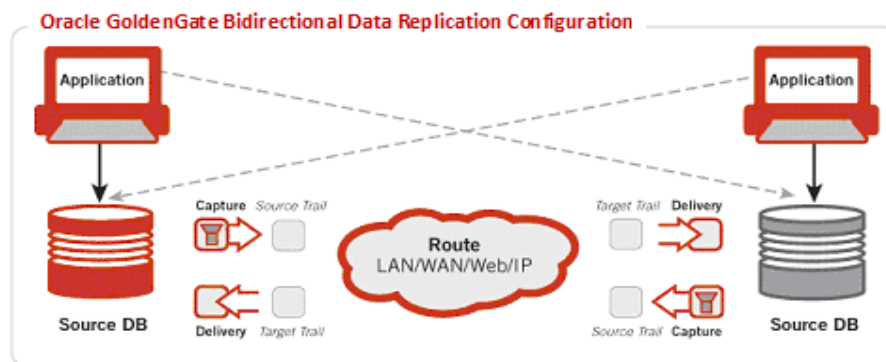 Oracle GoldenGate Bidirectional Data Replication Configuration
Application
Application
Capture Source Trail
Target Trail Delivery
Route
LAN/WAN/Web/IP
Delivery Target Trail
Source Trail Capture
Source DB
Source DB